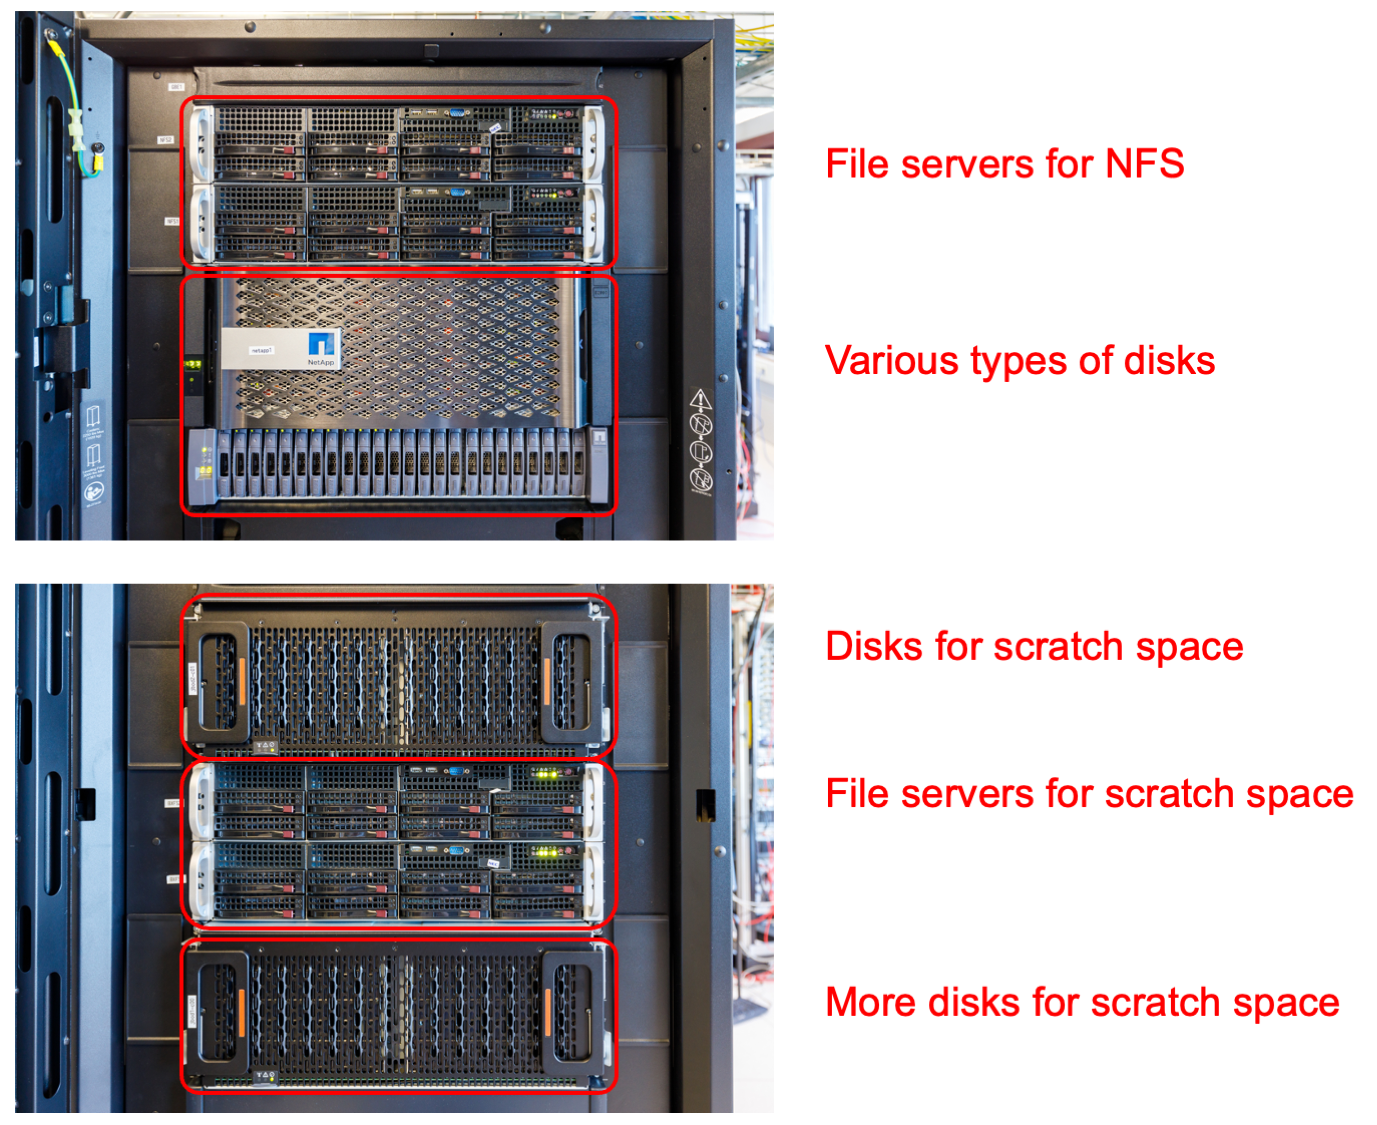 File servers for NFS
netapp1
NetApp
Various types of disks
Disks for scratch space
File servers for scratch space
More disks for scratch space